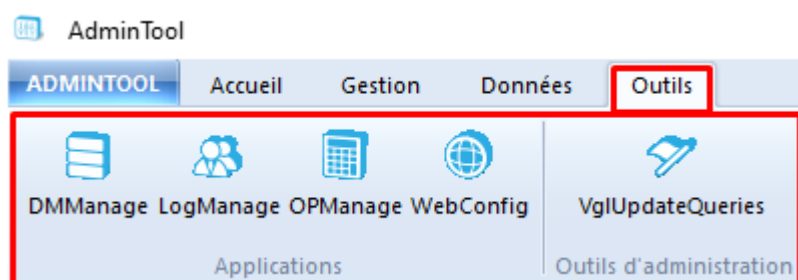 AdminTool
ADMINTOOL Accueil Gestion Données Outils
DMManage LogManage OPManage WebConfig VglUpdateQueries
Applications Outils d'administration